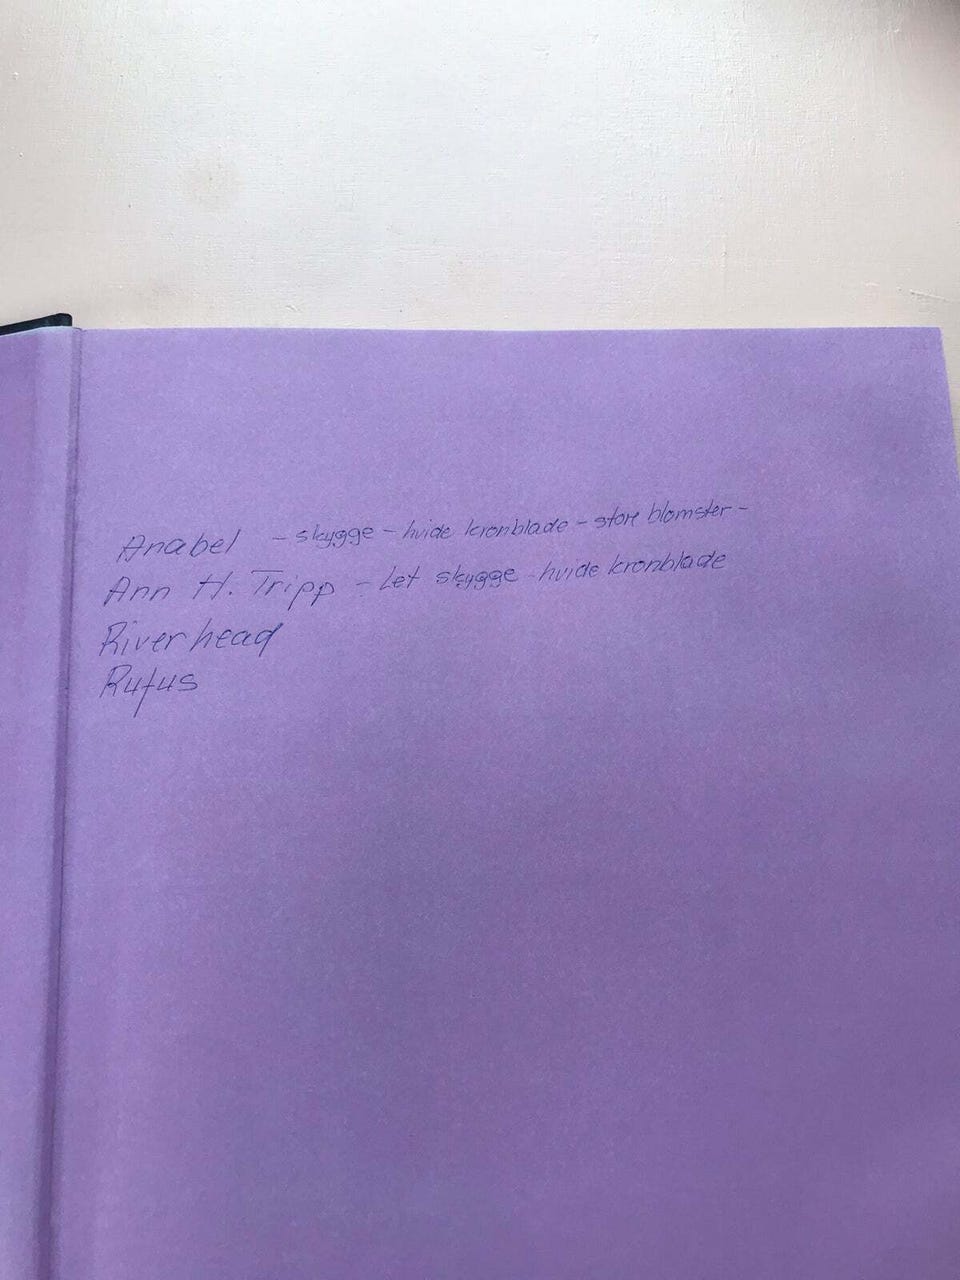 Anabel - skygge - hvide kronblade - store blomster -
Ann H. Tripp - Let skygge hvide kronblade
Riverhead
Rufus